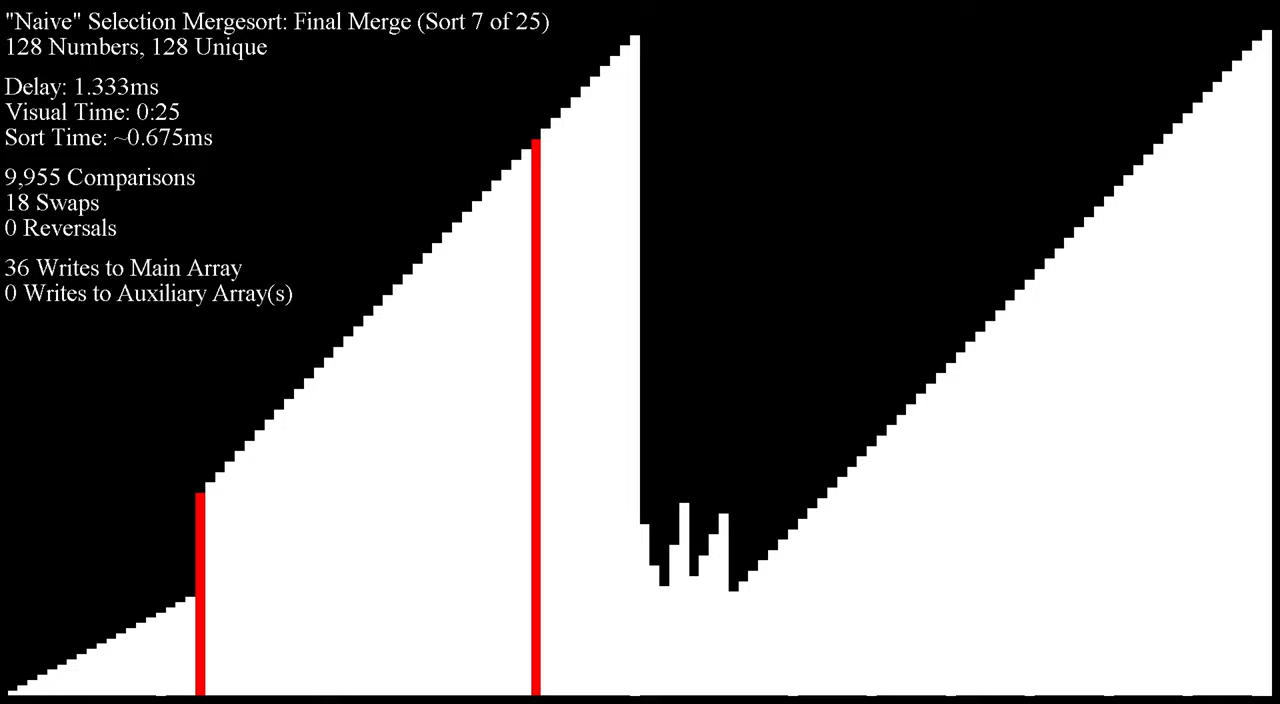 "Naive" Selection Mergesort: Final Merge (Sort 7 of 25)
128 Numbers, 128 Unique
Delay: 1.333ms
Visual Time: 0:25
Sort Time: ~0.675ms
9,955 Comparisons
18 Swaps
0 Reversals
36 Writes to Main Array
0 Writes to Auxiliary Array(s)